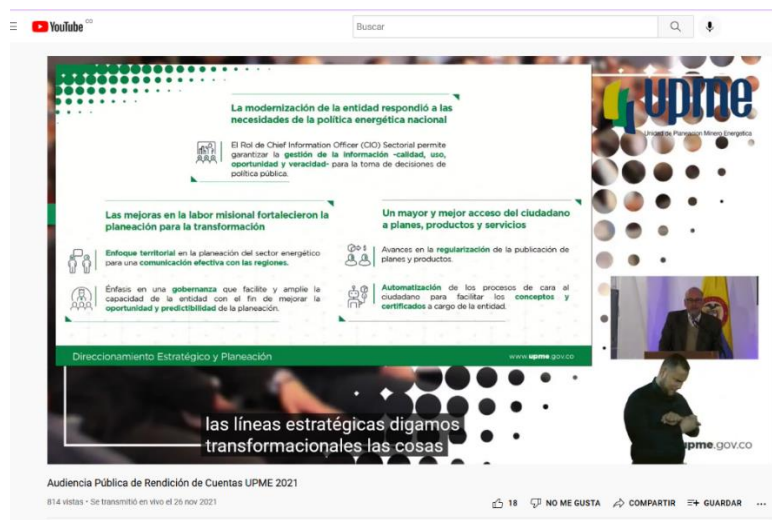 YouTube CO
Buscar
La modernización de la entidad respondió a las
necesidades de la política energética nacional
El Rol de Chief Information Officer (CIO) Sectorial permite
garantizar la gestión de la información -calidad, uso,
oportunidad y veracidad- para la toma de decisiones de
política pública.
Las mejoras en la labor misional fortalecieron la
planeación para la transformación
Enfoque territorial en la planeación del sector energético
para una comunicación efectiva con las regiones.
Énfasis en una gobernanza que facilite y amplie la
capacidad de la entidad con el fin de mejorar la
oportunidad y predictibilidad de la planeación.
Un mayor y mejor acceso del ciudadano
a planes, productos y servicios
Avances en la regularización de la publicación de
planes y productos.
Automatización de los procesos de cara al
ciudadano para facilitar los conceptos y
certificados a cargo de la entidad.
Direccionamiento Estratégico y Planeación
www.upme.gov.co
upme
Unidad de Planeación Minero Energética
upme.gov.co
las líneas estratégicas digamos
transformacionales las cosas
Audiencia Pública de Rendición de Cuentas UPME 2021
814 vistas • Se transmitió en vivo el 26 nov 2021
18 NO ME GUSTA COMPARTIR GUARDAR ...